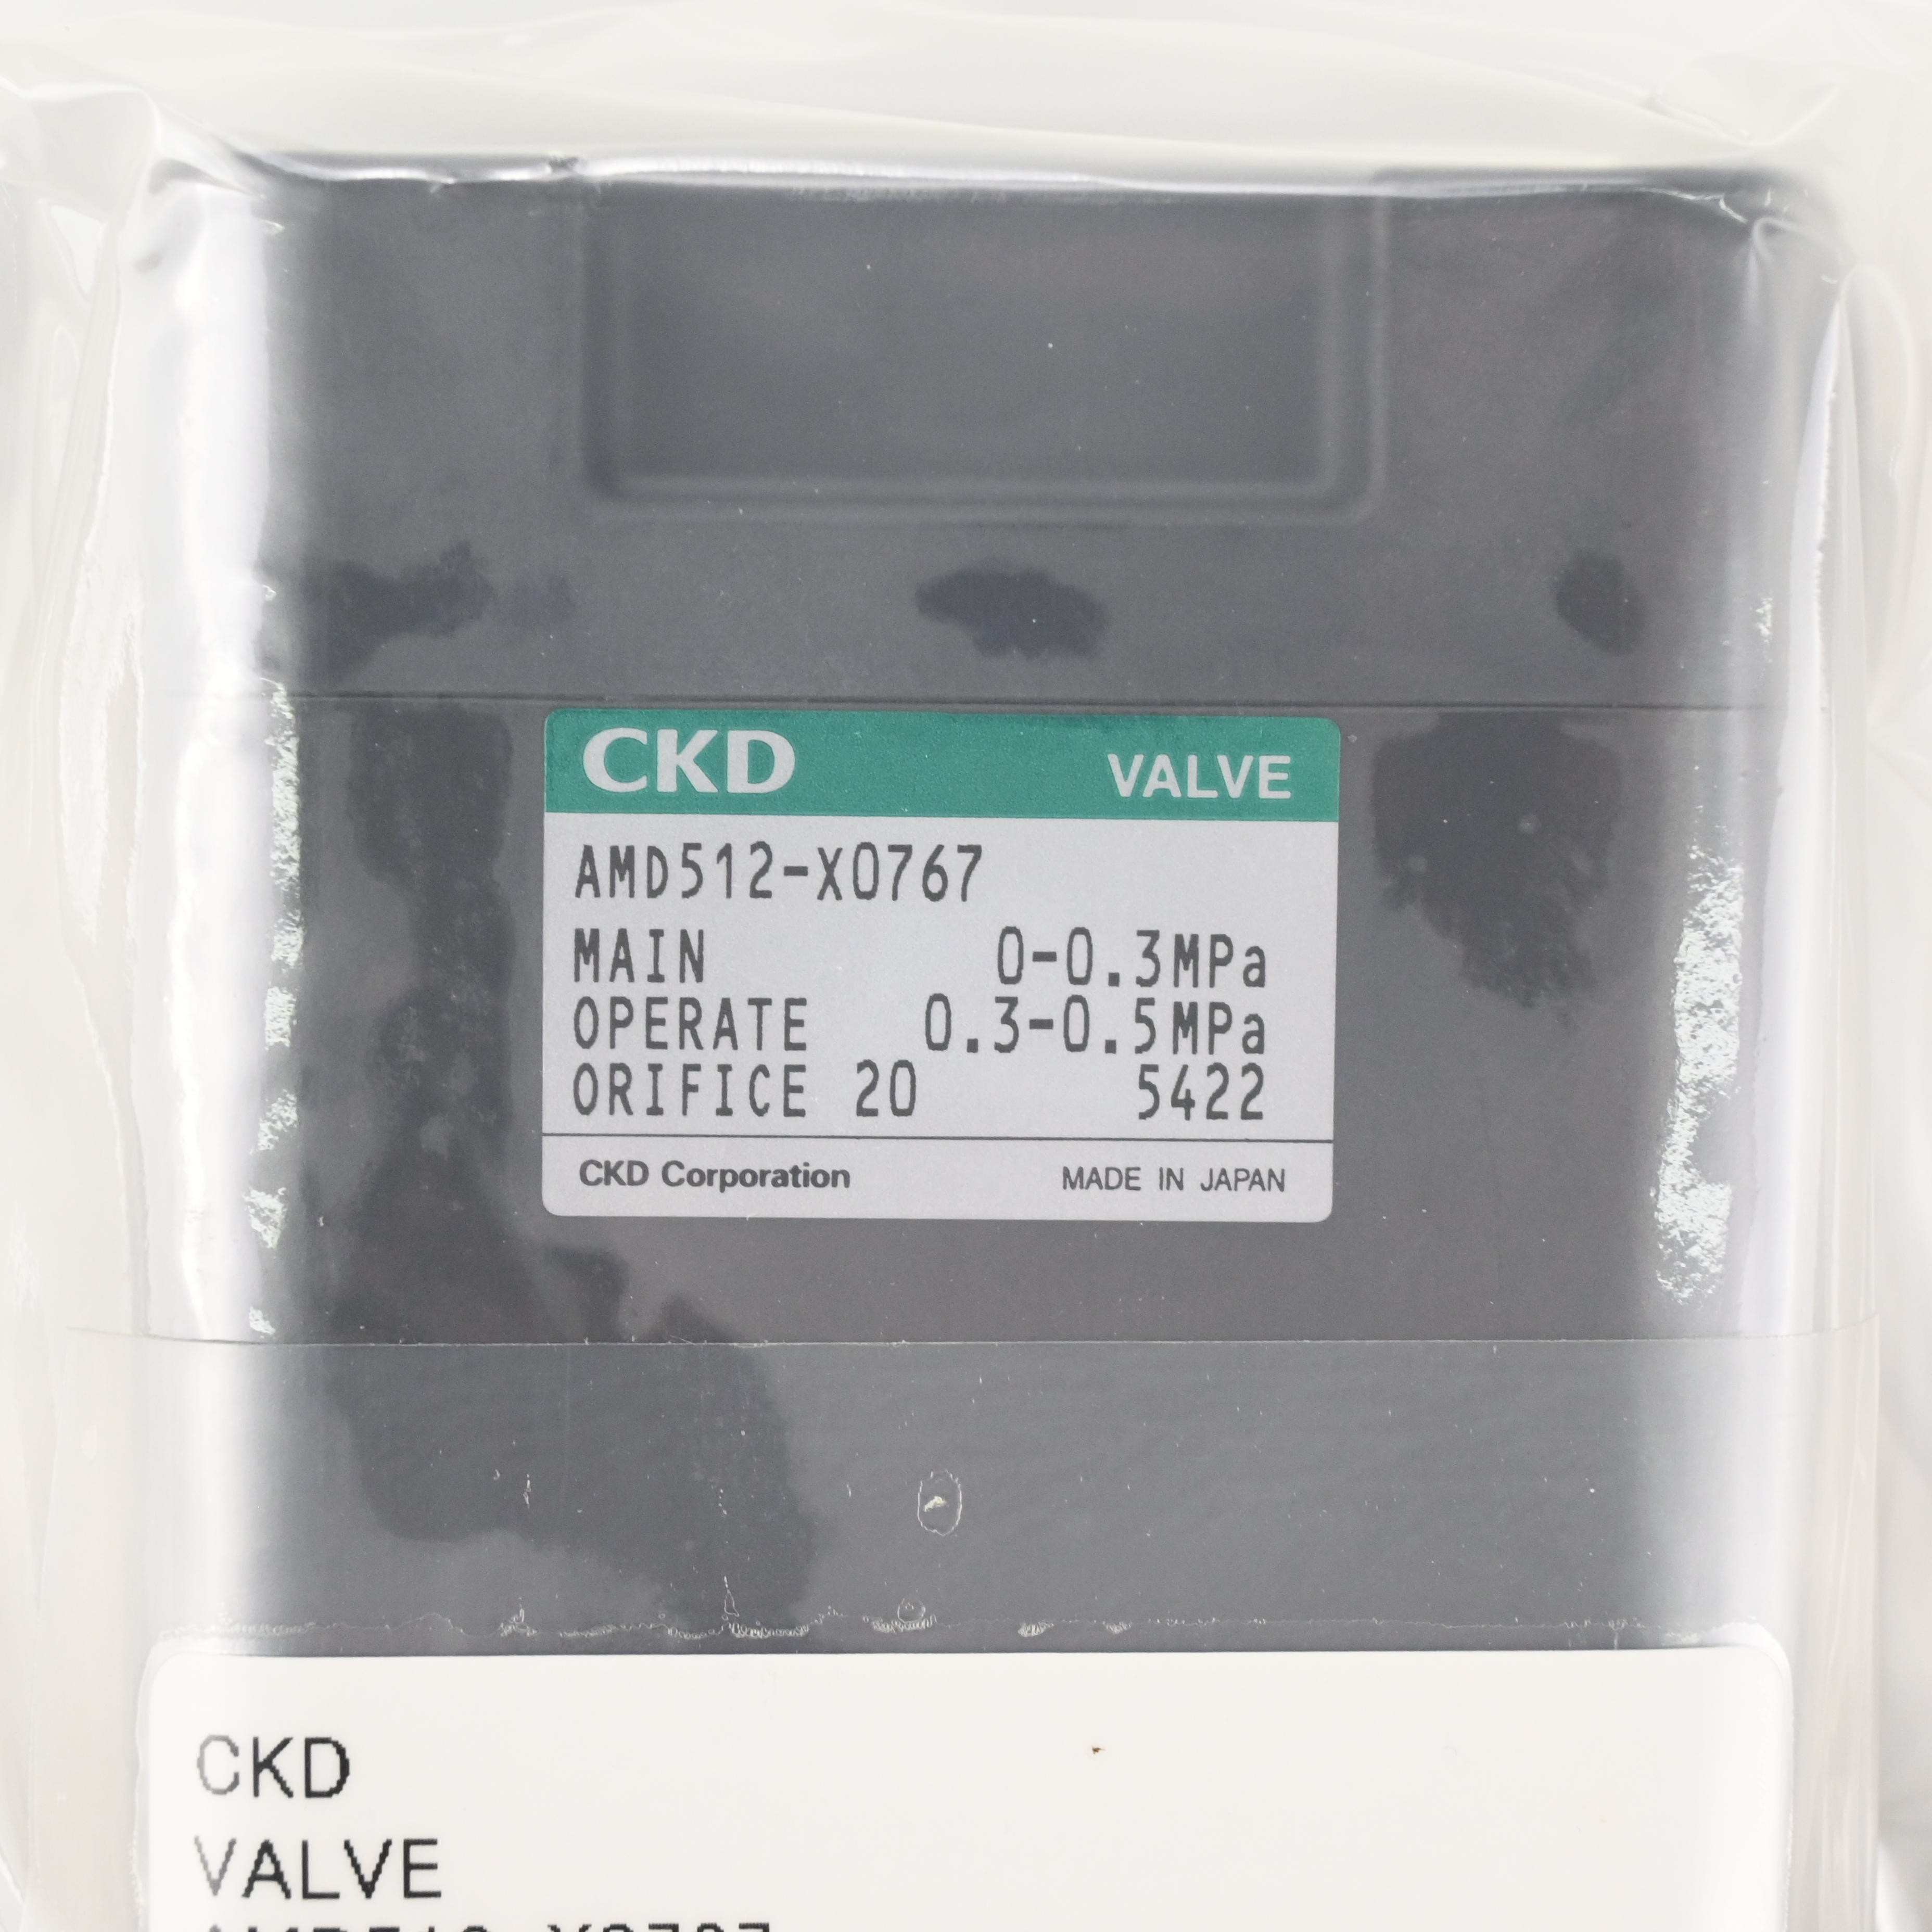 CKD VALVE
AMD512-X0767
MAIN 0-0.3MPa
OPERATE 0.3-0.5MPa
ORIFICE 20 5422
CKD Corporation MADE IN JAPAN
CKD
VALVE